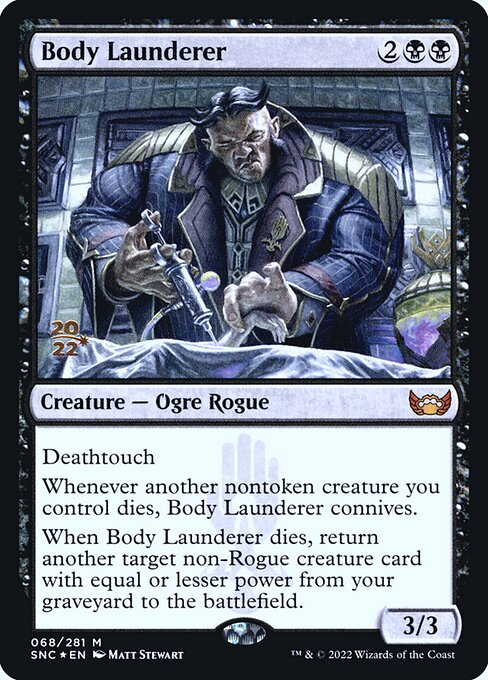 Body Launderer 2
20
22
Creature — Ogre Rogue
Deathtouch
Whenever another nontoken creature you
control dies, Body Launderer connives.
When Body Launderer dies, return
another target non-Rogue creature card
with equal or lesser power from your
graveyard to the battlefield.
3/3
068/281 M
SNC ★ EN Matt Stewart
™ & © 2022 Wizards of the Coast